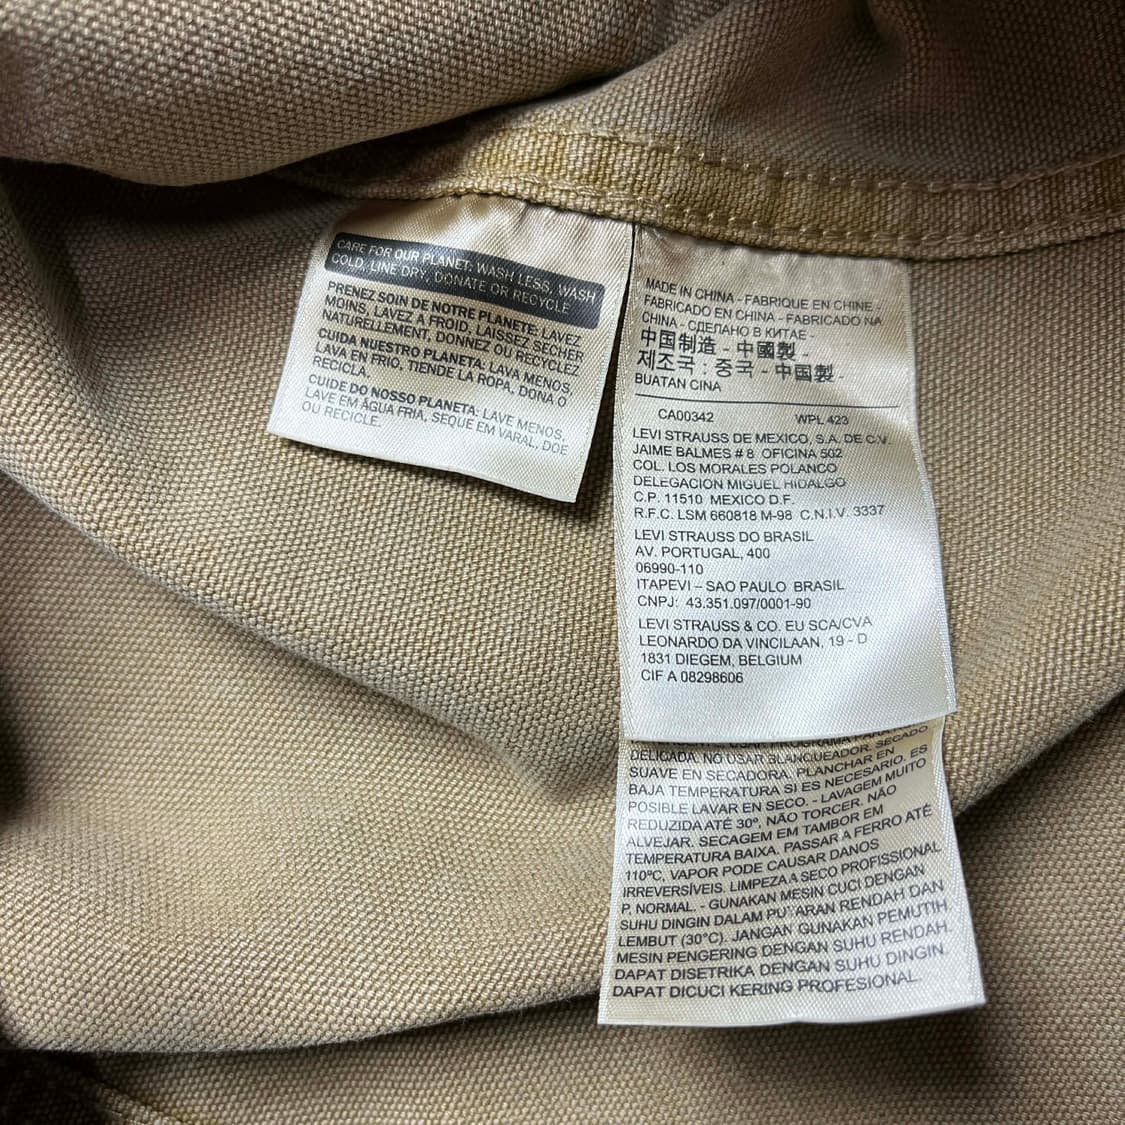 CARE FOR OUR PLANET: WASH LESS, WASH
COLD, LINE DRY, DONATE OR RECYCLE
PRENEZ SOIN DE NOTRE PLANETE: LAVEZ
MOINS, LAVEZ A FROID, LAISSEZ SÉCHER
NATURELLEMENT, DONNEZ OU RECYCLEZ
CUIDA NUESTRO PLANETA: LAVA MENOS,
LAVA EN FRIO, TIENDE LA ROPA, DONA O
RECICLA.
CUIDE DO NOSSO PLANETA: LAVE MENOS,
LAVE EM ÁGUA FRIA, SEQUE EM VARAL, DOE
OU RECICLE.
MADE IN CHINA - FABRIQUE EN CHINE -
FABRICADO EN CHINA - FABRICADO NA
CHINA - СДЕЛАНО В КИТАЕ -
中国制造 - 中國製 -
제조국 : 중국 - 中国製 -
BUATAN CINA
CA00342 WPL 423
LEVI STRAUSS DE MEXICO, S.A. DE C.V.
JAIME BALMES # 8 OFICINA 502
COL. LOS MORALES POLANCO
DELEGACION MIGUEL HIDALGO
C.P. 11510 MEXICO D.F.
R.F.C. LSM 660818 M-98 C.N.I.V. 3337
LEVI STRAUSS DO BRASIL
AV. PORTUGAL, 400
06990-110
ITAPEVI – SAO PAULO BRASIL
CNPJ: 43.351.097/0001-90
LEVI STRAUSS & CO. EU SCA/CVA
LEONARDO DA VINCILAAN, 19 - D
1831 DIEGEM, BELGIUM
CIF A 08298606
USAR PROGRAMA PARA
DELICADA. NO USAR BLANQUEADOR. SECADO
SUAVE EN SECADORA. PLANCHAR EN
BAJA TEMPERATURA SI ES NECESARIO. ES
POSIBLE LAVAR EN SECO. - LAVAGEM MUITO
REDUZIDA ATÉ 30º, NÃO TORCER. NÃO
ALVEJAR. SECAGEM EM TAMBOR EM
TEMPERATURA BAIXA. PASSAR A FERRO ATÉ
110ºC, VAPOR PODE CAUSAR DANOS
IRREVERSÍVEIS. LIMPEZA A SECO PROFISSIONAL
P, NORMAL. - GUNAKAN MESIN CUCI DENGAN
SUHU DINGIN DALAM PUTARAN RENDAH DAN
LEMBUT (30°C). JANGAN GUNAKAN PEMUTIH.
MESIN PENGERING DENGAN SUHU RENDAH.
DAPAT DISETRIKA DENGAN SUHU DINGIN.
DAPAT DICUCI KERING PROFESIONAL.